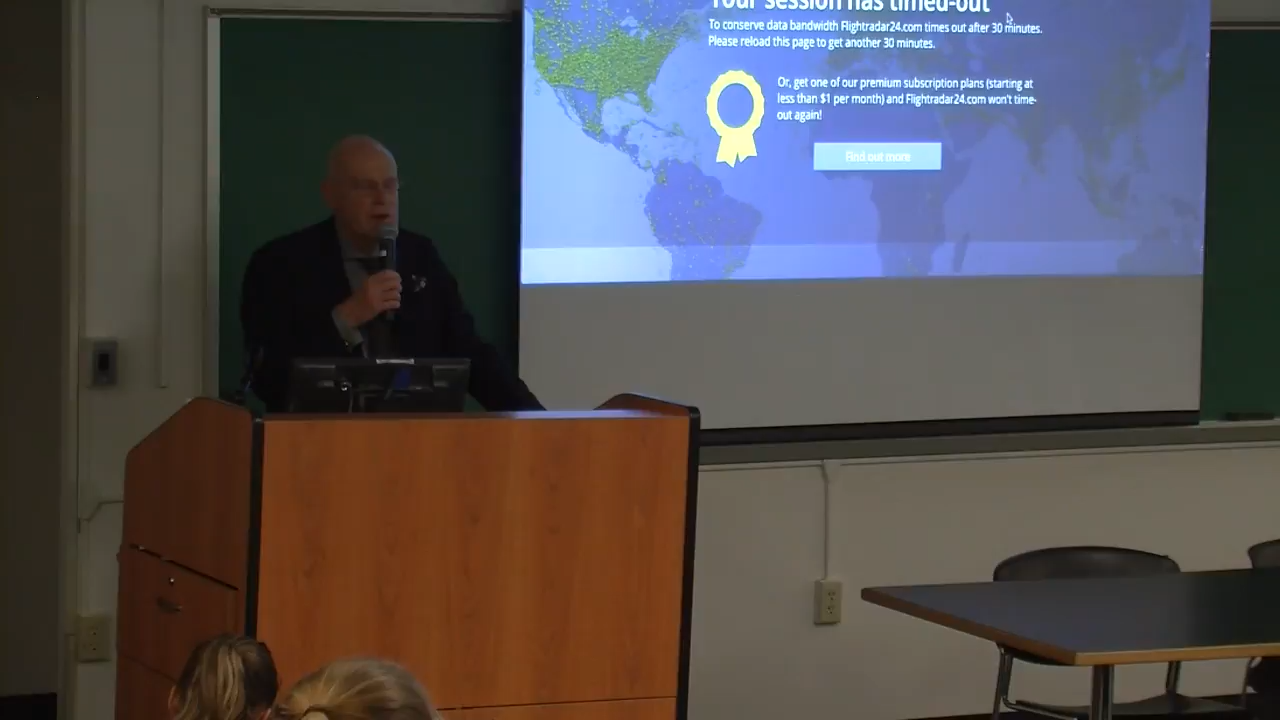 Your session has timed-out
To conserve data bandwidth Flightradar24.com times out after 30 minutes.
Please reload this page to get another 30 minutes.
Or, get one of our premium subscription plans (starting at
less than $1 per month) and Flightradar24.com won't time-
out again!
Find out more